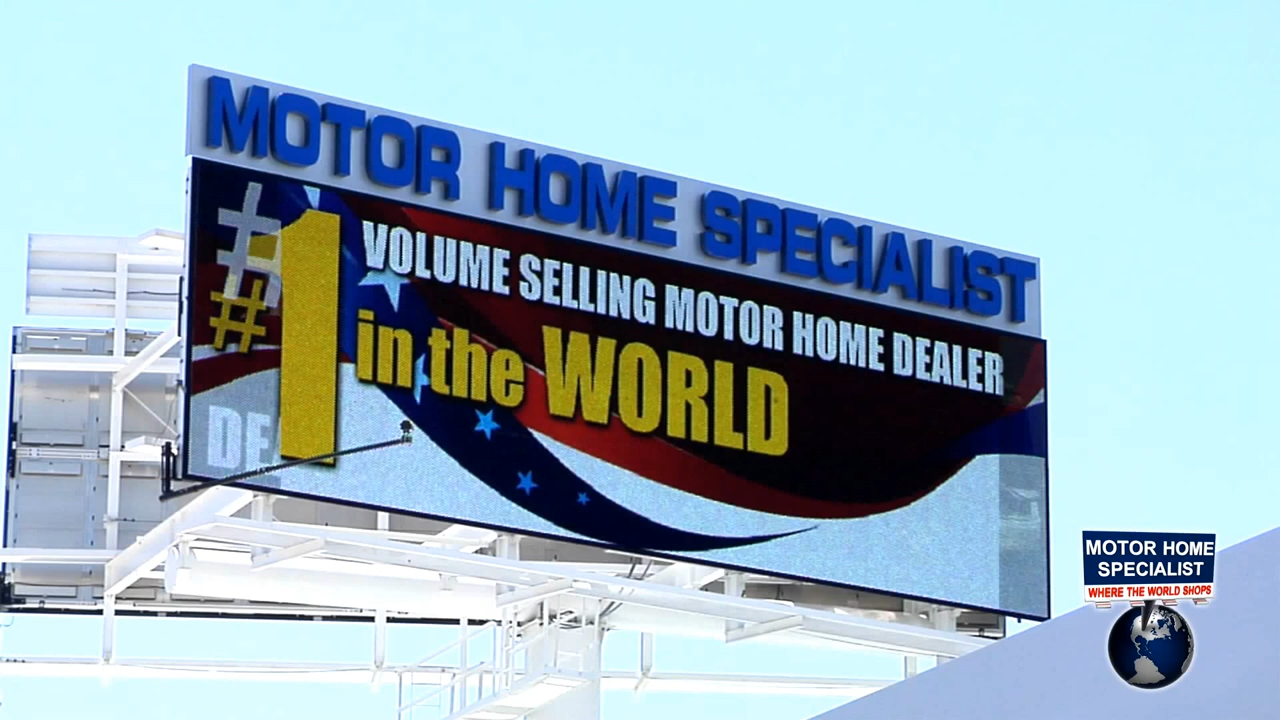 MOTOR HOME SPECIALIST
#1 VOLUME SELLING MOTOR HOME DEALER
# in the WORLD
DE
MOTOR HOME
SPECIALIST
WHERE THE WORLD SHOPS